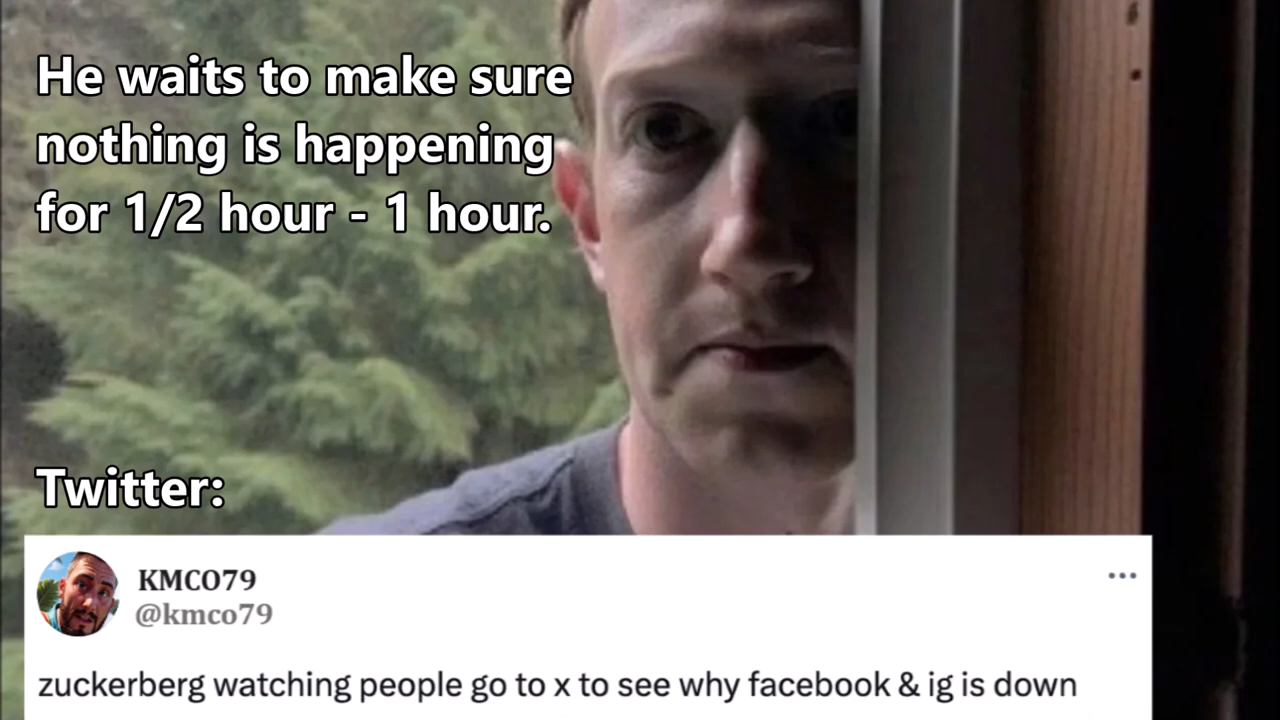 He waits to make sure
nothing is happening
for 1/2 hour - 1 hour.
Twitter:
KMCO79
@kmco79
zuckerberg watching people go to x to see why facebook & ig is down